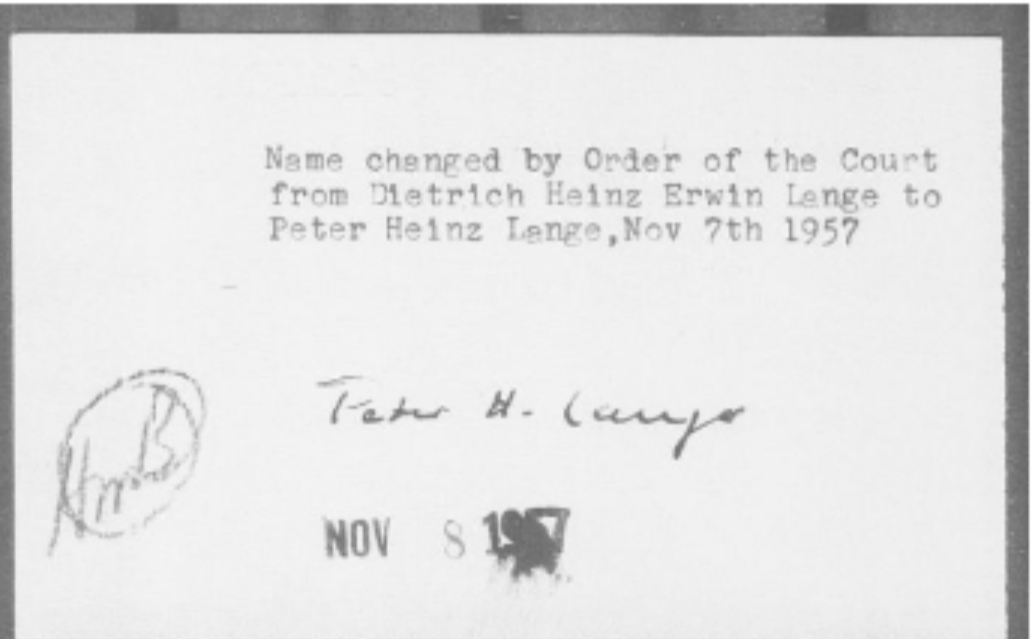 Name changed by Order of the Court
from Dietrich Heinz Erwin Lange to
Peter Heinz Lange,Nov 7th 1957
Peter H. Lange
NOV 8 1957